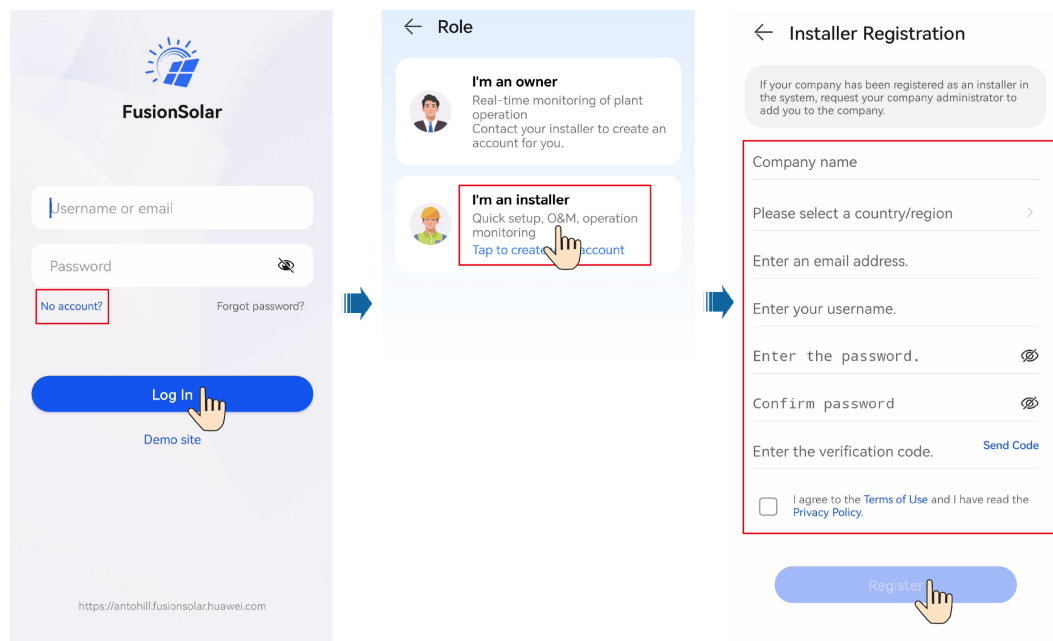 FusionSolar
Username or email
Password
No account?
Forgot password?
Log In
Demo site
https://antohill.fusionsolar.huawei.com
Role
I'm an owner
Real-time monitoring of plant
operation
Contact your installer to create an
account for you.
I'm an installer
Quick setup, O&M, operation
monitoring
Tap to create account
Installer Registration
If your company has been registered as an installer in
the system, request your company administrator to
add you to the company.
Company name
Please select a country/region
Enter an email address.
Enter your username.
Enter the password.
Confirm password
Enter the verification code.
Send Code
I agree to the Terms of Use and I have read the
Privacy Policy.
Register